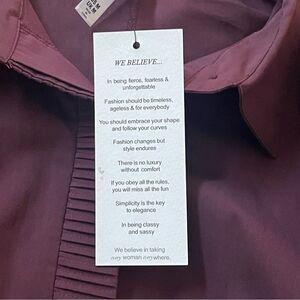 WE BELIEVE...
In being fierce, fearless &
unforgettable
Fashion should be timeless,
ageless & for everybody
You should embrace your shape
and follow your curves
Fashion changes but
style endures
There is no luxury
without comfort
If you obey all the rules,
you will miss all the fun
Simplicity is the key
to elegance
In being classy
and sassy
We believe in taking
any woman anywhere.